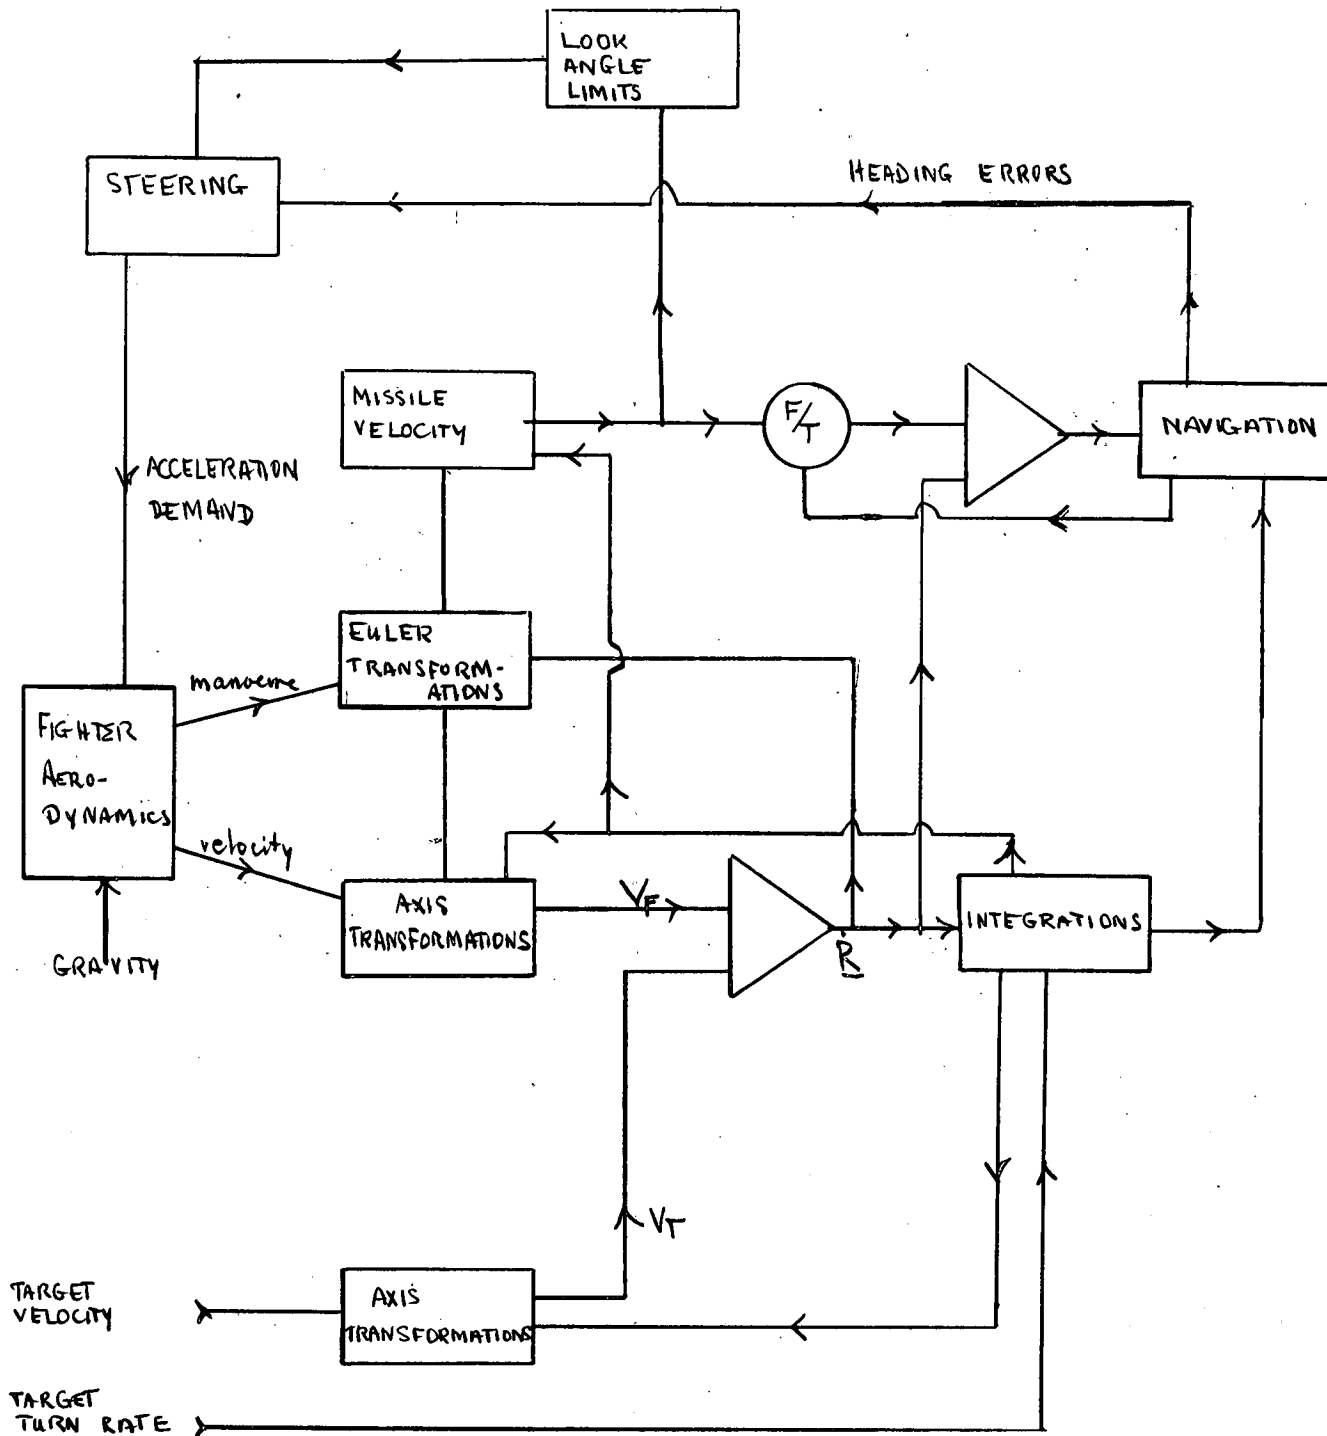 LOOK
ANGLE
LIMITS
STEERING
HEADING ERRORS
MISSILE
VELOCITY
F/T
NAVIGATION
ACCELERATION
DEMAND
EULER
TRANSFORM-
ATIONS
manoevre
FIGHTER
AERO-
DYNAMICS
velocity
AXIS
TRANSFORMATIONS
VF
Ṙ
INTEGRATIONS
GRAVITY
VT
TARGET
VELOCITY
AXIS
TRANSFORMATIONS
TARGET
TURN RATE